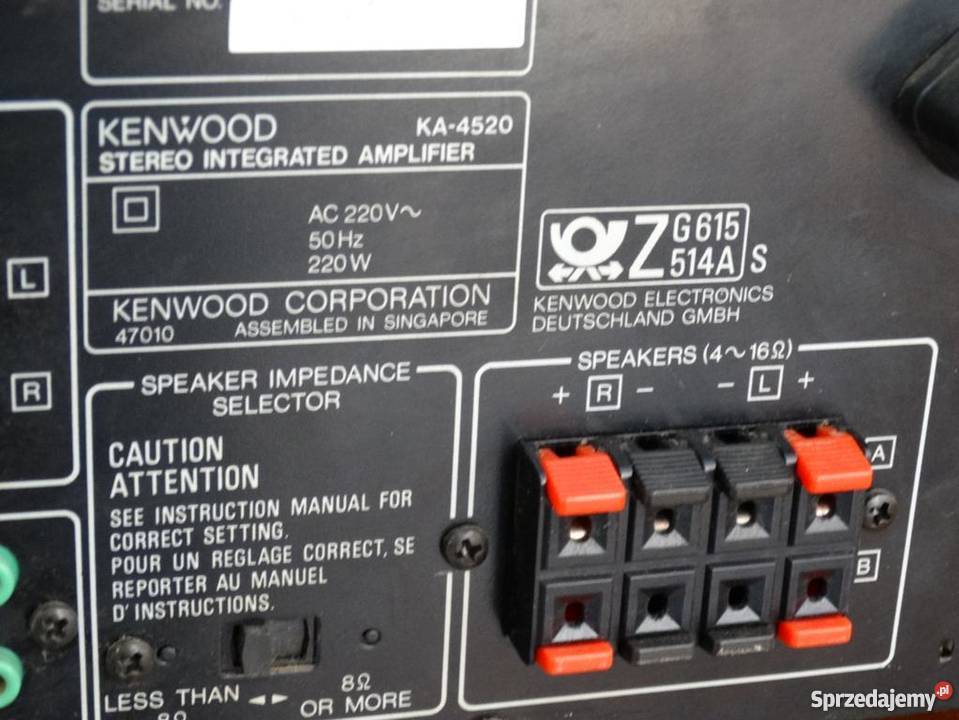 SERIAL NO.
KENWOOD KA-4520
STEREO INTEGRATED AMPLIFIER
AC 220V~
50Hz
220W
KENWOOD CORPORATION
47010 ASSEMBLED IN SINGAPORE
Z G615
514A S
KENWOOD ELECTRONICS
DEUTSCHLAND GMBH
L
R
SPEAKER IMPEDANCE
SELECTOR
CAUTION
ATTENTION
SEE INSTRUCTION MANUAL FOR
CORRECT SETTING.
POUR UN REGLAGE CORRECT, SE
REPORTER AU MANUEL
D'INSTRUCTIONS.
LESS THAN
8Ω
8Ω
OR MORE
SPEAKERS (4~16Ω)
+ R - - L +
A
B
Sprzedajemy.pl